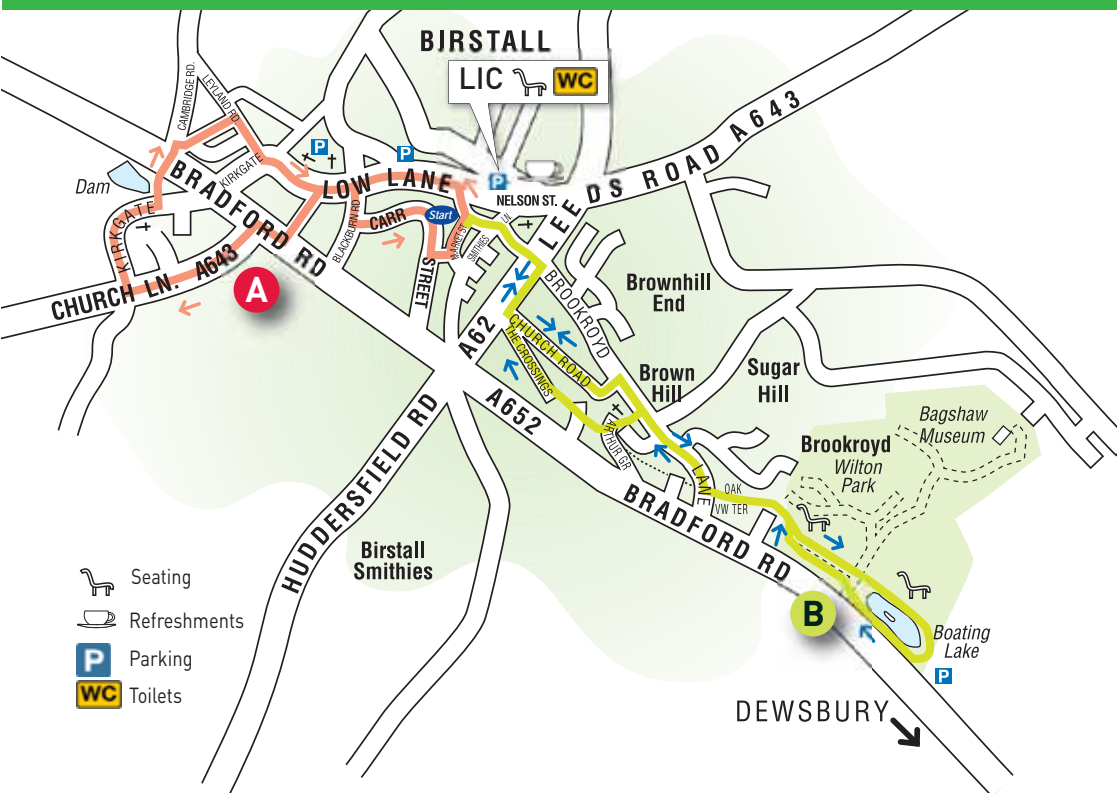 BIRSTALL
LIC WC
CAMBRIDGE RD.
LEYLAND RD
P
P
P
KIRKGATE
Dam
BRADFORD RD
LOW LANE
NELSON ST.
LEEDS ROAD A643
KIRKGATE
BLACKBURN RD
CARR
STREET
Start
MARKET ST
SMITHIES
LN.
CHURCH LN. A643
A
BROOKROYD
LANE
Brownhill
End
A62
CHURCH ROAD
THE CROSSINGS
Brown
Hill
Sugar
Hill
A652
ARTHUR GR
Bagshaw
Museum
Brookroyd
Wilton
Park
OAK
VW TER
HUDDERSFIELD RD
BRADFORD RD
Birstall
Smithies
B
Boating
Lake
P
DEWSBURY
Seating
Refreshments
P Parking
WC Toilets